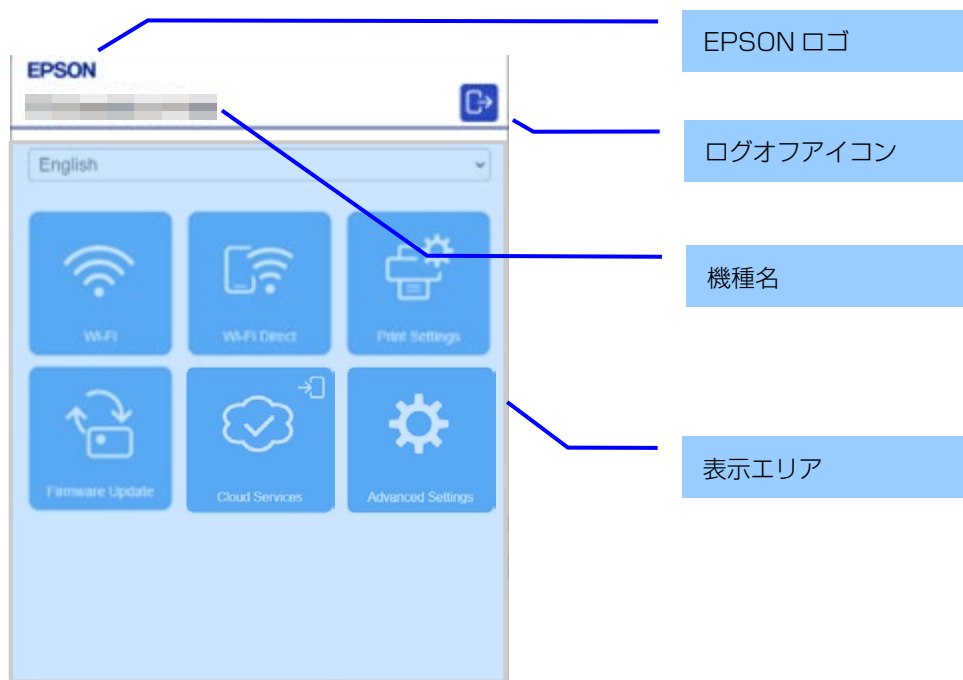 EPSON ロゴ
EPSON
ログオフアイコン
English
機種名
Wi-Fi
Wi-Fi Direct
Print Settings
表示エリア
Firmware Update
Cloud Services
Advanced Settings